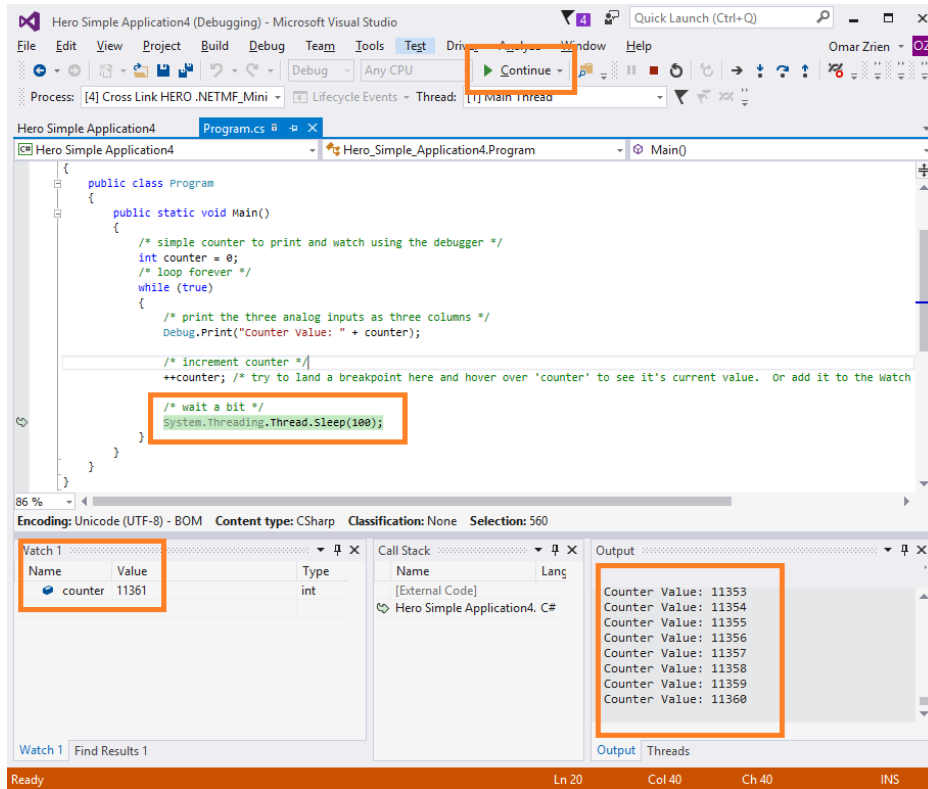 Hero Simple Application4 (Debugging) - Microsoft Visual Studio
4
Quick Launch (Ctrl+Q)
File Edit View Project Build Debug Team Tools Test Window Help
Omar Zrien
OZ
Debug Any CPU Continue
Process: [4] Cross Link HERO .NETMF_Mini Lifecycle Events Thread: [1] Main Thread
Hero Simple Application4 Program.cs
C# Hero Simple Application4 Hero_Simple_Application4.Program Main()
{
public class Program
{
public static void Main()
{
/* simple counter to print and watch using the debugger */
int counter = 0;
/* loop forever */
while (true)
{
/* print the three analog inputs as three columns */
Debug.Print("Counter Value: " + counter);
/* increment counter */
++counter; /* try to land a breakpoint here and hover over 'counter' to see it's current value. Or add it to the Watch
/* wait a bit */
System.Threading.Thread.Sleep(100);
}
}
}
}
86 %
Encoding: Unicode (UTF-8) - BOM Content type: CSharp Classification: None Selection: 560
Watch 1
Name Value Type
counter 11361 int
Watch 1 Find Results 1
Call Stack
Name Lang
[External Code]
Hero Simple Application4. C#
Output
Counter Value: 11353
Counter Value: 11354
Counter Value: 11355
Counter Value: 11356
Counter Value: 11357
Counter Value: 11358
Counter Value: 11359
Counter Value: 11360
Output Threads
Ready Ln 20 Col 40 Ch 40 INS